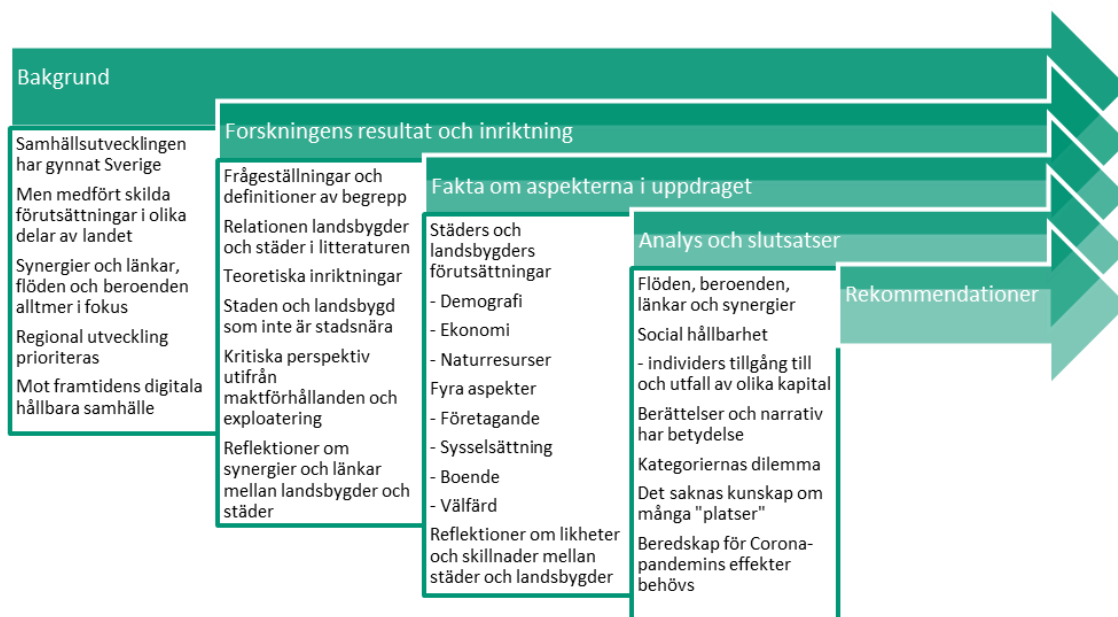 Bakgrund
Samhällsutvecklingen
har gynnat Sverige
Men medfört skilda
förutsättningar i olika
delar av landet
Synergier och länkar,
flöden och beroenden
alltmer i fokus
Regional utveckling
prioriteras
Mot framtidens digitala
hållbara samhälle
Forskningens resultat och inriktning
Frågeställningar och
definitioner av begrepp
Relationen landsbygder
och städer i litteraturen
Teoretiska inriktningar
Staden och landsbygd
som inte är stadsnära
Kritiska perspektiv
utifrån
maktförhållanden och
exploatering
Reflektioner om
synergier och länkar
mellan landsbygder och
städer
Fakta om aspekterna i uppdraget
Städers och
landsbygders
förutsättningar
- Demografi
- Ekonomi
- Naturresurser
Fyra aspekter
- Företagande
- Sysselsättning
- Boende
- Välfärd
Reflektioner om likheter
och skillnader mellan
städer och landsbygder
Analys och slutsatser
Flöden, beroenden,
länkar och synergier
Social hållbarhet
- individers tillgång till
och utfall av olika kapital
Berättelser och narrativ
har betydelse
Kategoriernas dilemma
Det saknas kunskap om
många "platser"
Beredskap för Corona-
pandemins effekter
behövs
Rekommendationer